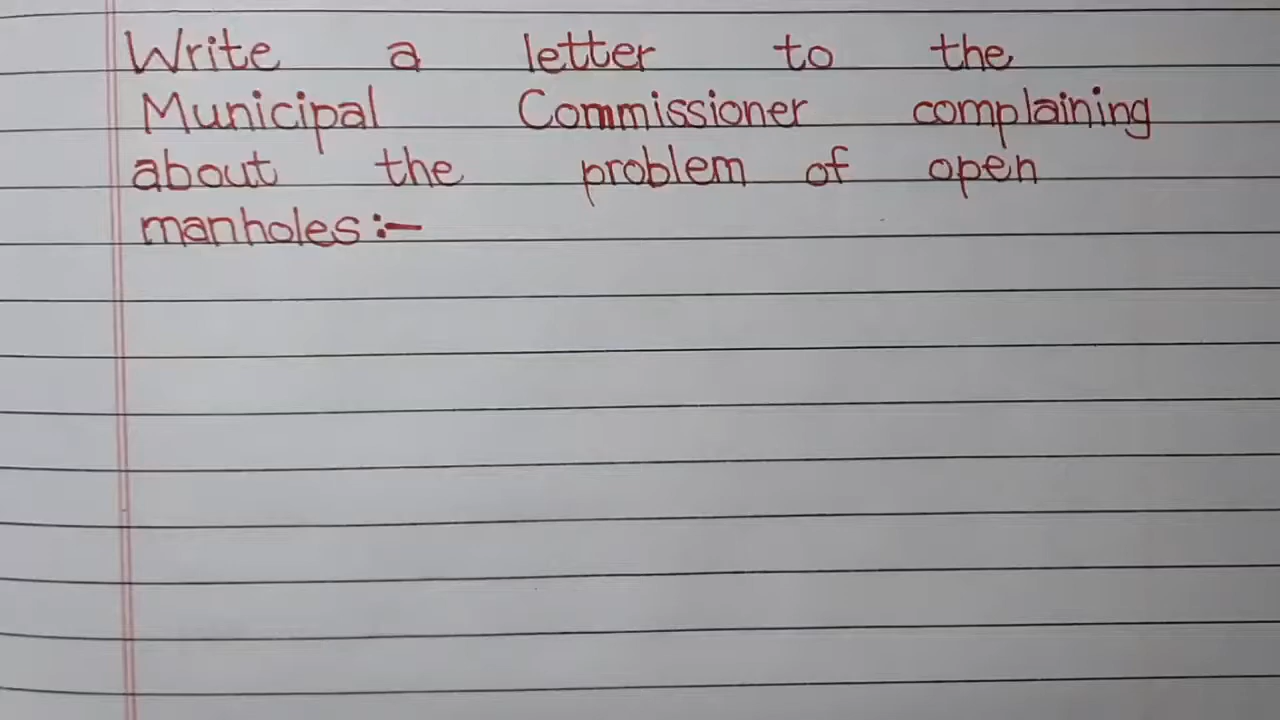 Write a letter to the
Municipal Commissioner complaining
about the problem of open
manholes:-